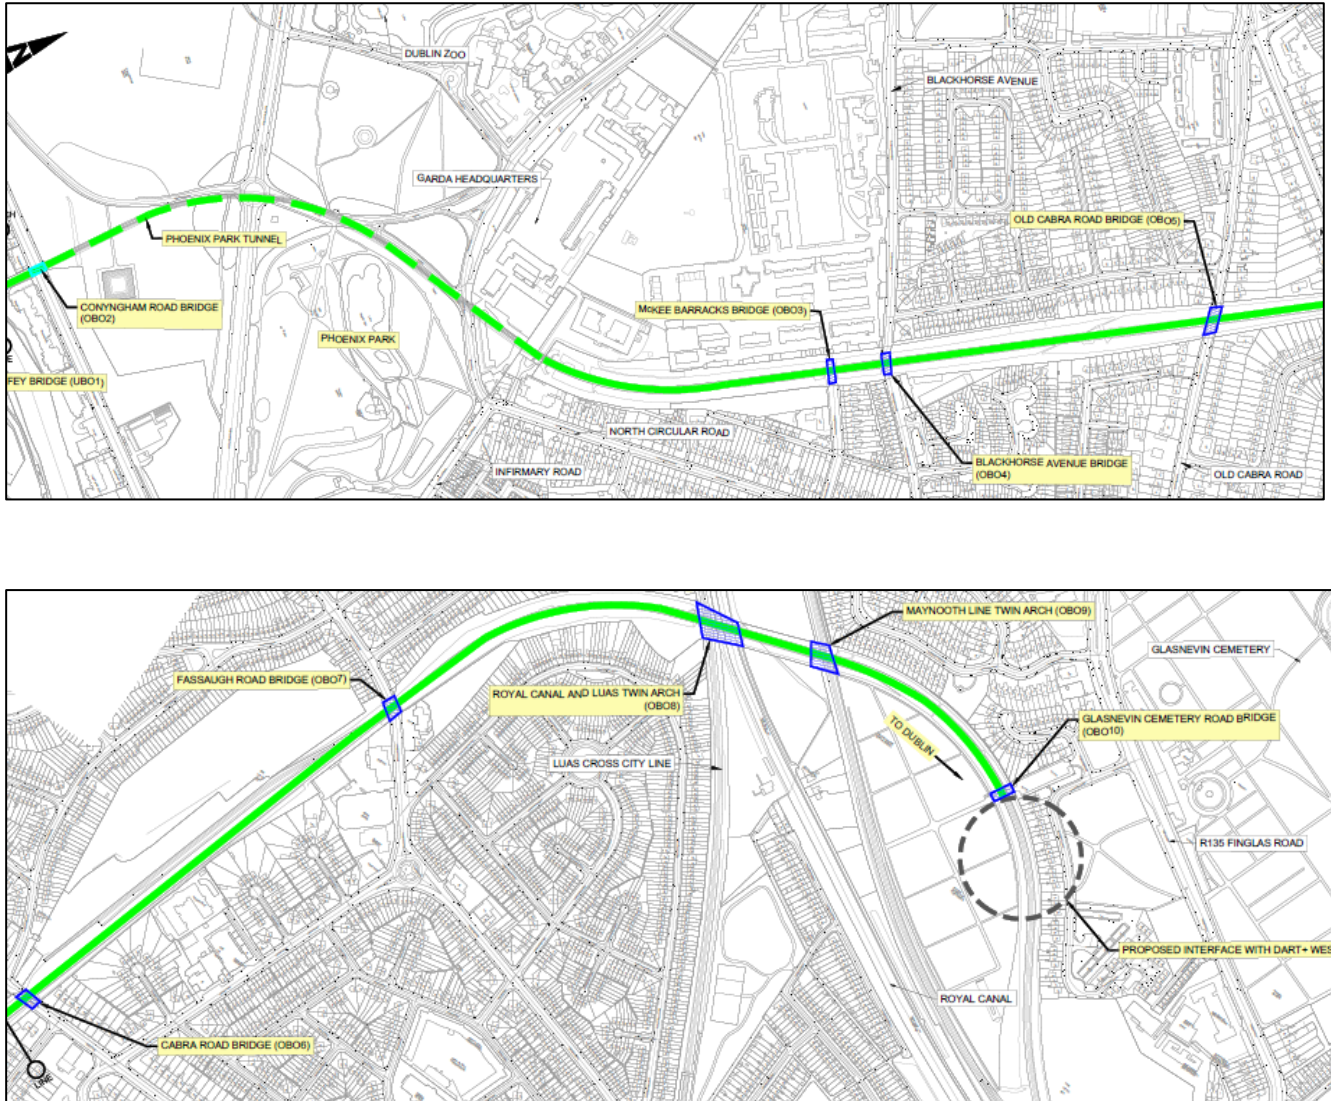 N
DUBLIN ZOO
BLACKHORSE AVENUE
GARDA HEADQUARTERS
OLD CABRA ROAD BRIDGE (OBO5)
PHOENIX PARK TUNNEL
CONYNGHAM ROAD BRIDGE
(OBO2)
McKEE BARRACKS BRIDGE (OBO3)
PHOENIX PARK
FEY BRIDGE (UBO1)
NORTH CIRCULAR ROAD
INFIRMARY ROAD
BLACKHORSE AVENUE BRIDGE
(OBO4)
OLD CABRA ROAD
MAYNOOTH LINE TWIN ARCH (OBO9)
GLASNEVIN CEMETERY
FASSAUGH ROAD BRIDGE (OBO7)
ROYAL CANAL AND LUAS TWIN ARCH
(OBO8)
GLASNEVIN CEMETERY ROAD BRIDGE
(OBO10)
TO DUBLIN
LUAS CROSS CITY LINE
R135 FINGLAS ROAD
PROPOSED INTERFACE WITH DART+ WES
ROYAL CANAL
CABRA ROAD BRIDGE (OBO6)
LINE